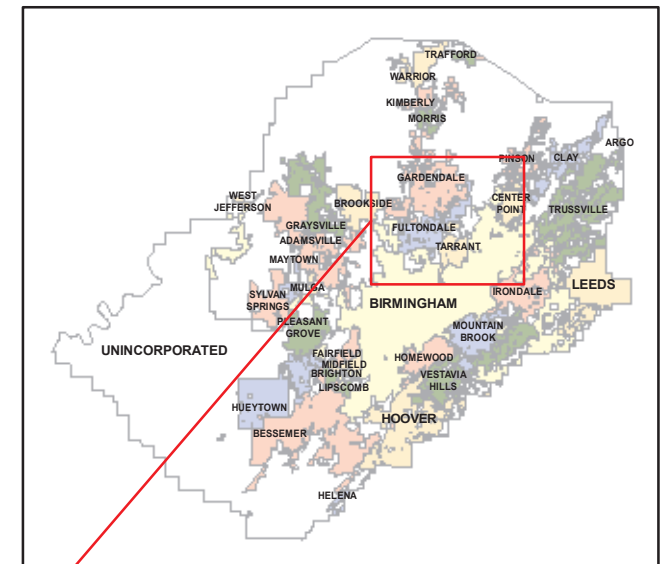 TRAFFORD
WARRIOR
KIMBERLY
MORRIS
ARGO
PINSON
CLAY
GARDENDALE
WEST
JEFFERSON
BROOKSIDE
CENTER
POINT
TRUSSVILLE
GRAYSVILLE
FULTONDALE
ADAMSVILLE
TARRANT
MAYTOWN
MULGA
SYLVAN
SPRINGS
IRONDALE
LEEDS
BIRMINGHAM
PLEASANT
GROVE
MOUNTAIN
BROOK
UNINCORPORATED
FAIRFIELD
MIDFIELD
HOMEWOOD
BRIGHTON
VESTAVIA
HILLS
LIPSCOMB
HUEYTOWN
HOOVER
BESSEMER
HELENA